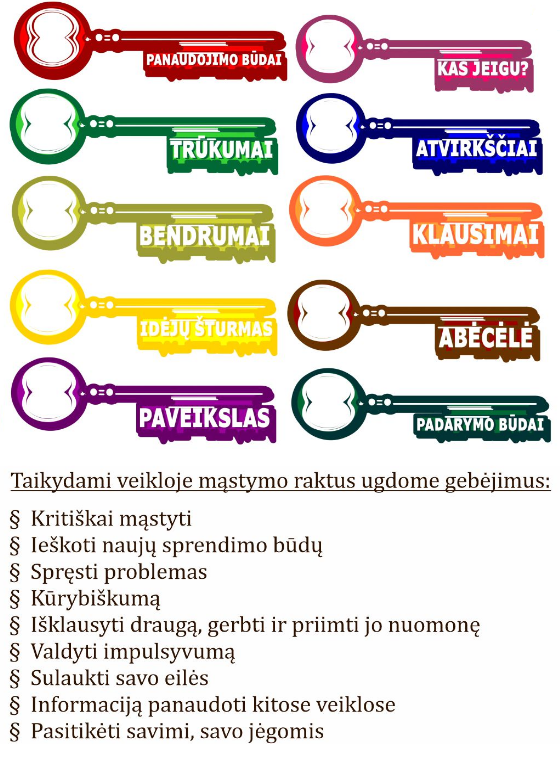 PANAUDOJIMO BŪDAI
KAS JEIGU?
TRŪKUMAI
ATVIRKŠČIAI
BENDRUMAI
KLAUSIMAI
IDĖJŲ ŠTURMAS
ABĖCĖLĖ
PAVEIKSLAS
PADARYMO BŪDAI
Taikydami veikloje mąstymo raktus ugdome gebėjimus:
§ Kritiškai mąstyti
§ Ieškoti naujų sprendimo būdų
§ Spręsti problemas
§ Kūrybiškumą
§ Išklausyti draugą, gerbti ir priimti jo nuomonę
§ Valdyti impulsyvumą
§ Sulaukti savo eilės
§ Informaciją panaudoti kitose veiklose
§ Pasitikėti savimi, savo jėgomis